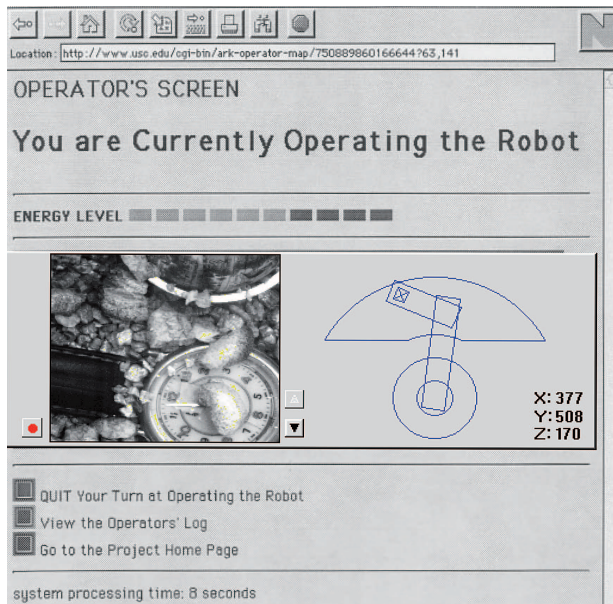 Location: http://www.usc.edu/cgi-bin/ark-operator-map/750889860166644?63,141
N
OPERATOR'S SCREEN
You are Currently Operating the Robot
ENERGY LEVEL
X: 377
Y: 508
Z: 170
QUIT Your Turn at Operating the Robot
View the Operators' Log
Go to the Project Home Page
system processing time: 8 seconds